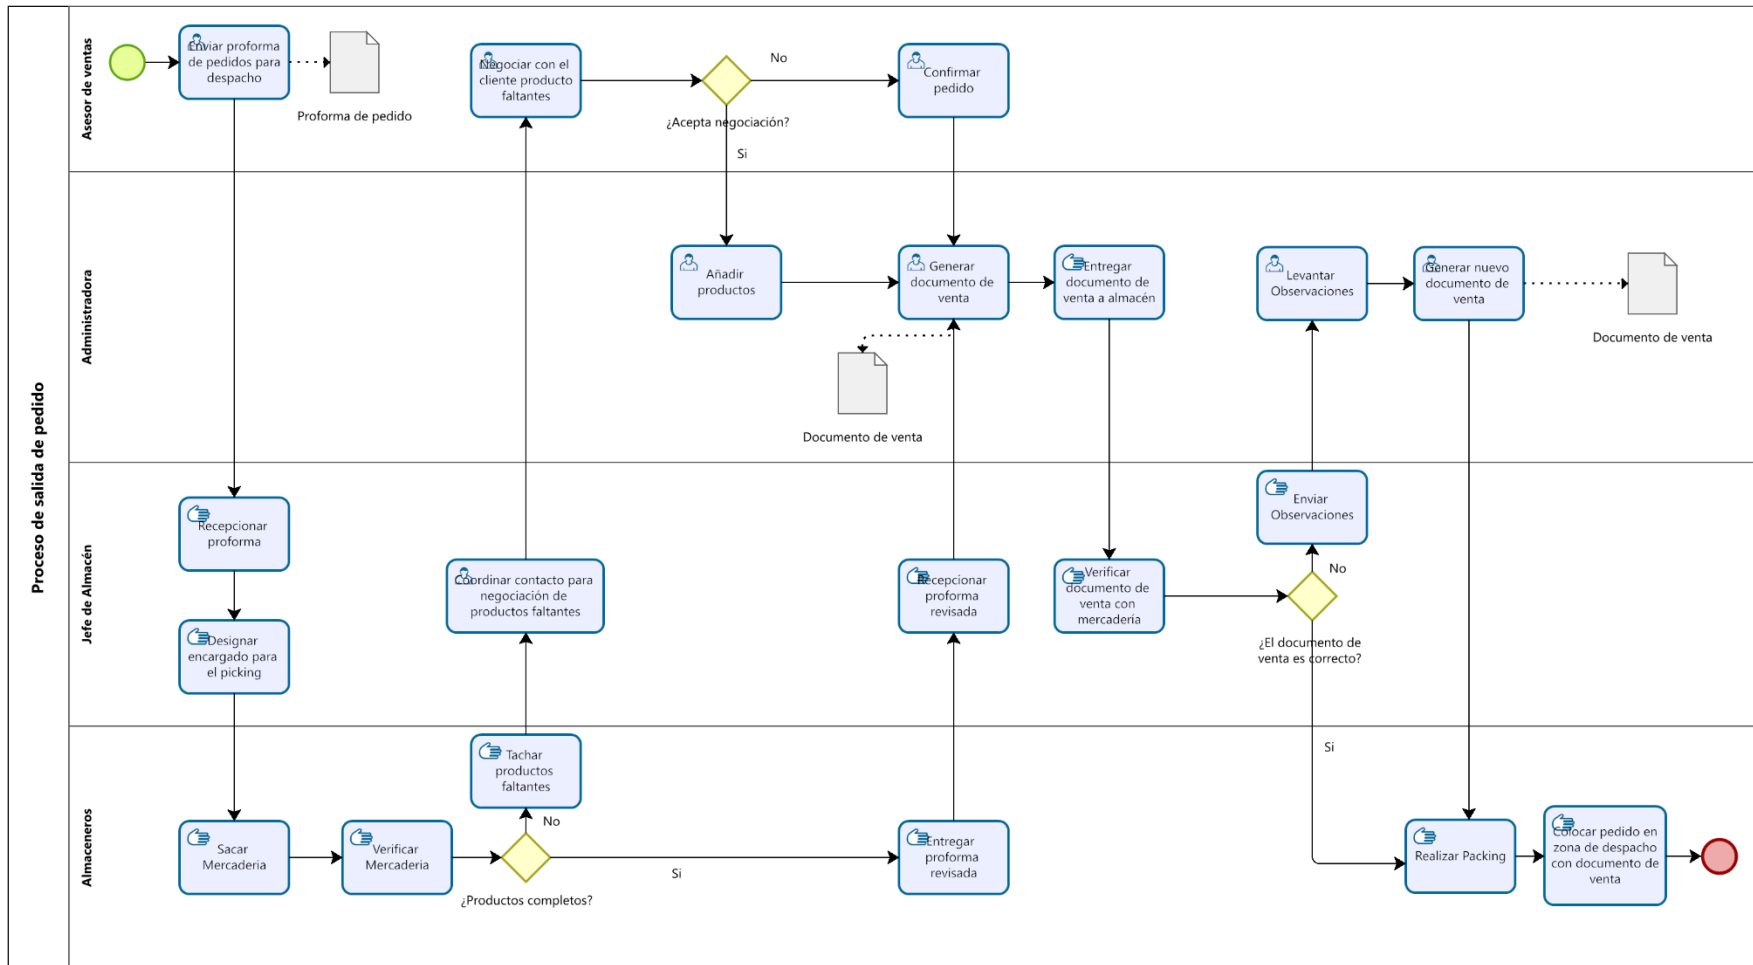 Proceso de salida de pedido
Asesor de ventas
Enviar proforma
de pedidos para
despacho
Proforma de pedido
Negociar con el
cliente producto
faltantes
¿Acepta negociación?
No
Si
Confirmar
pedido
Administradora
Añadir
productos
Generar
documento de
venta
Documento de venta
Entregar
documento de
venta a almacén
Levantar
Observaciones
Generar nuevo
documento de
venta
Documento de venta
Jefe de Almacén
Recepcionar
proforma
Designar
encargado para
el picking
Coordinar contacto para
negociación de
productos faltantes
Recepcionar
proforma
revisada
Verificar
documento de
venta con
mercadería
Enviar
Observaciones
No
¿El documento de
venta es correcto?
Si
Almaceneros
Sacar
Mercaderia
Verificar
Mercaderia
Tachar
productos
faltantes
No
¿Productos completos?
Si
Entregar
proforma
revisada
Realizar Packing
Colocar pedido en
zona de despacho
con documento de
venta